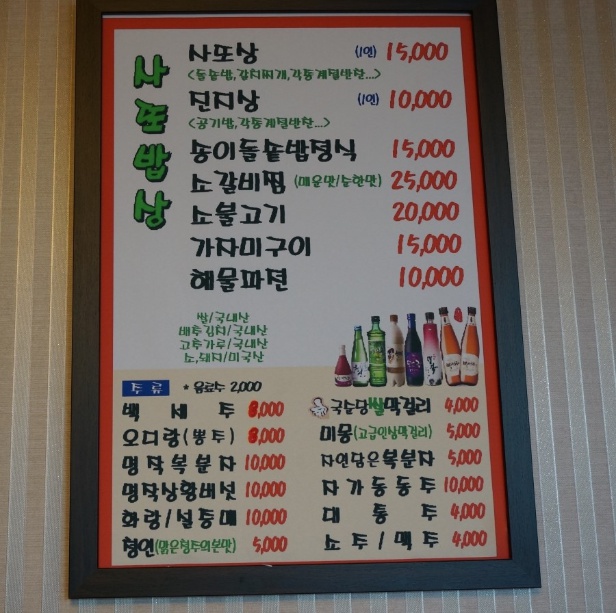 사또밥상
사또상 (1인) 15,000
<돌솥밥,갈치찌개,각종계절반찬...>
진지상 (1인) 10,000
<공기밥,각종계절반찬...>
송이돌솥밥정식 15,000
소갈비찜 (매운맛/순한맛) 25,000
소불고기 20,000
가자미구이 15,000
해물파전 10,000
쌀/국내산
배추김치/국내산
고추가루/국내산
소,돼지/미국산
주 류 * 음료수 2,000
백 세 주 8,000
오디랑(뽕주) 8,000
명작복분자 10,000
명작상황버섯 10,000
화랑/설중매 10,000
청연(맑은청주의본맛) 5,000
국순당쌀막걸리 4,000
미몽(고급인삼막걸리) 5,000
자연담은복분자 5,000
자가동동주 10,000
대 통 주 4,000
소주/맥주 4,000